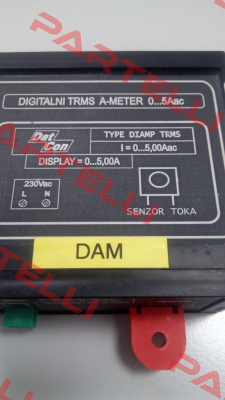 DIGITALNI TRMS A-METER 0...5Aac
Dat
Con
TYPE DIAMP TRMS
I = 0...5,00Aac
DISPLAY = 0...5,00A
230Vac
L N
SENZOR TOKA
DAM
PARTELLI
PARTELLI
PARTELLI
PARTELLI